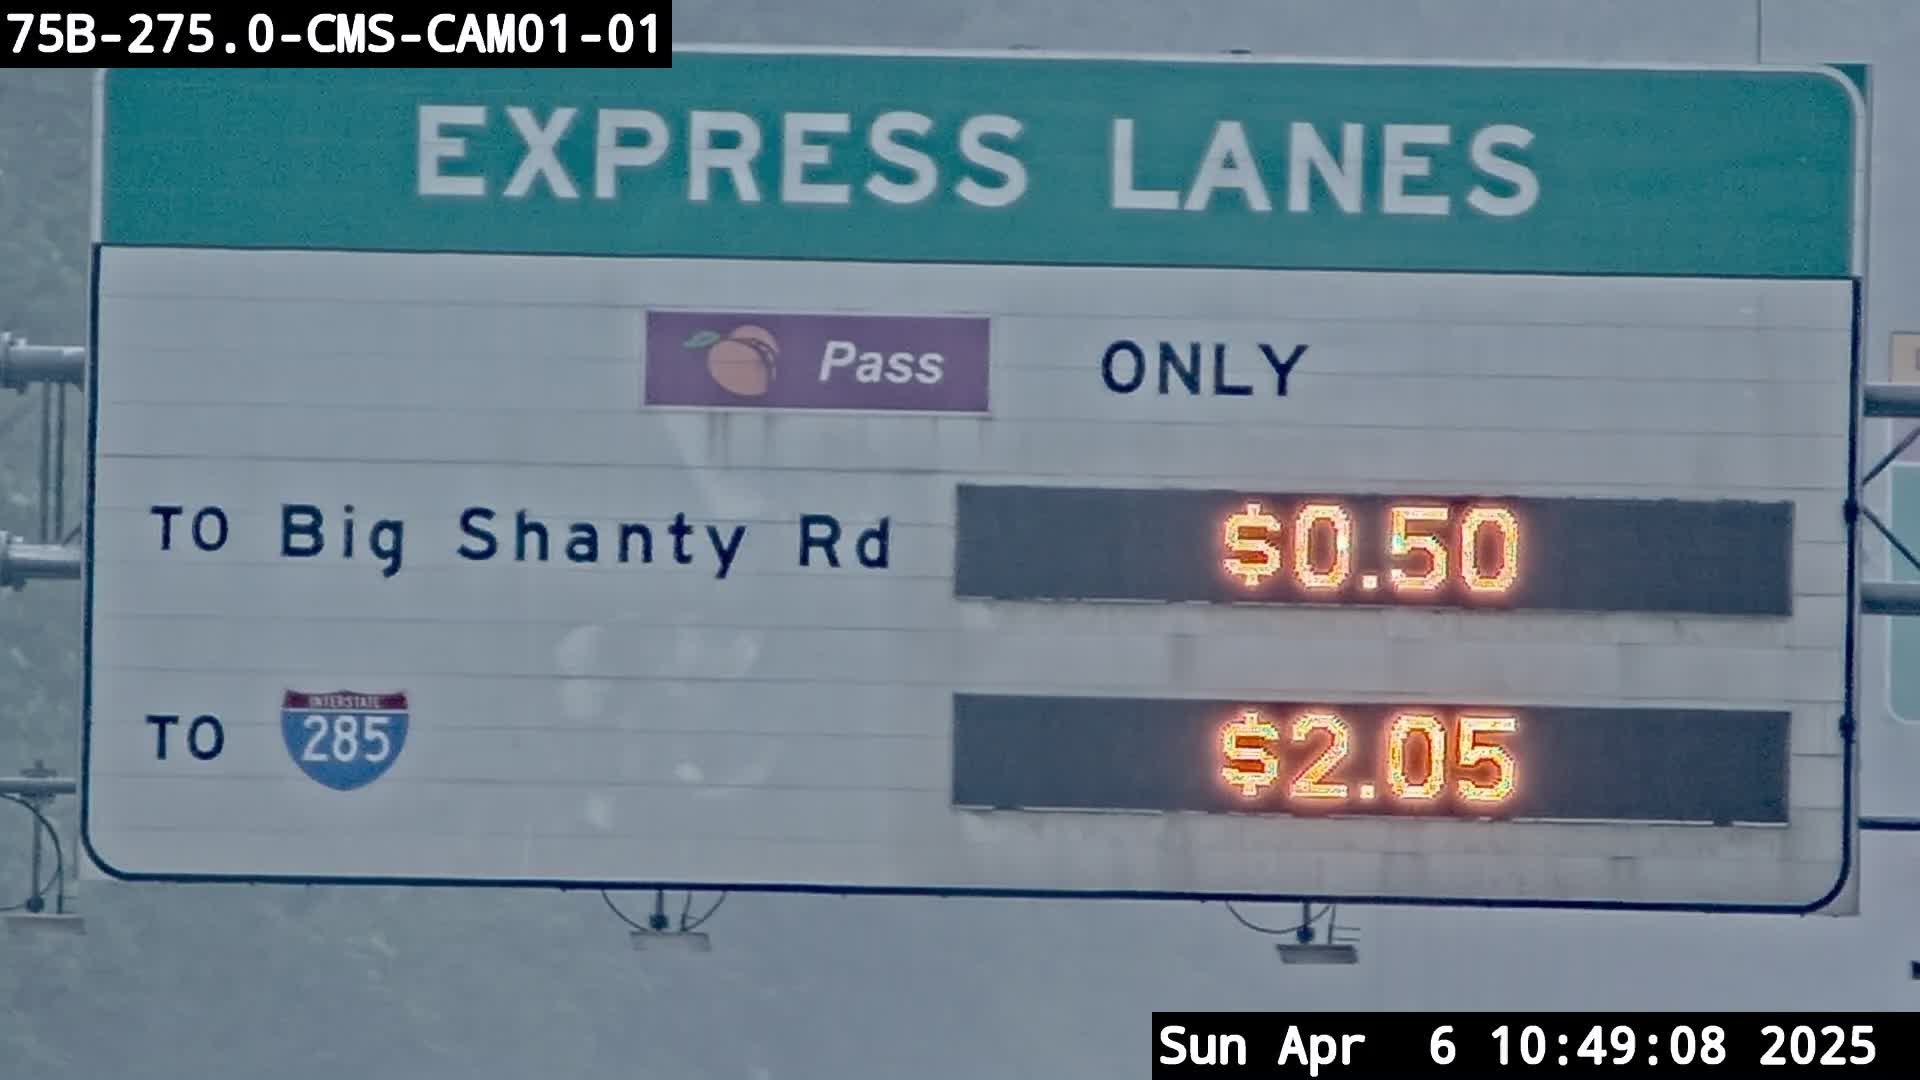 75B-275.0-CMS-CAM01-01
EXPRESS LANES
Pass ONLY
TO Big Shanty Rd $0.50
TO INTERSTATE 285 $2.05
Sun Apr 6 10:49:08 2025